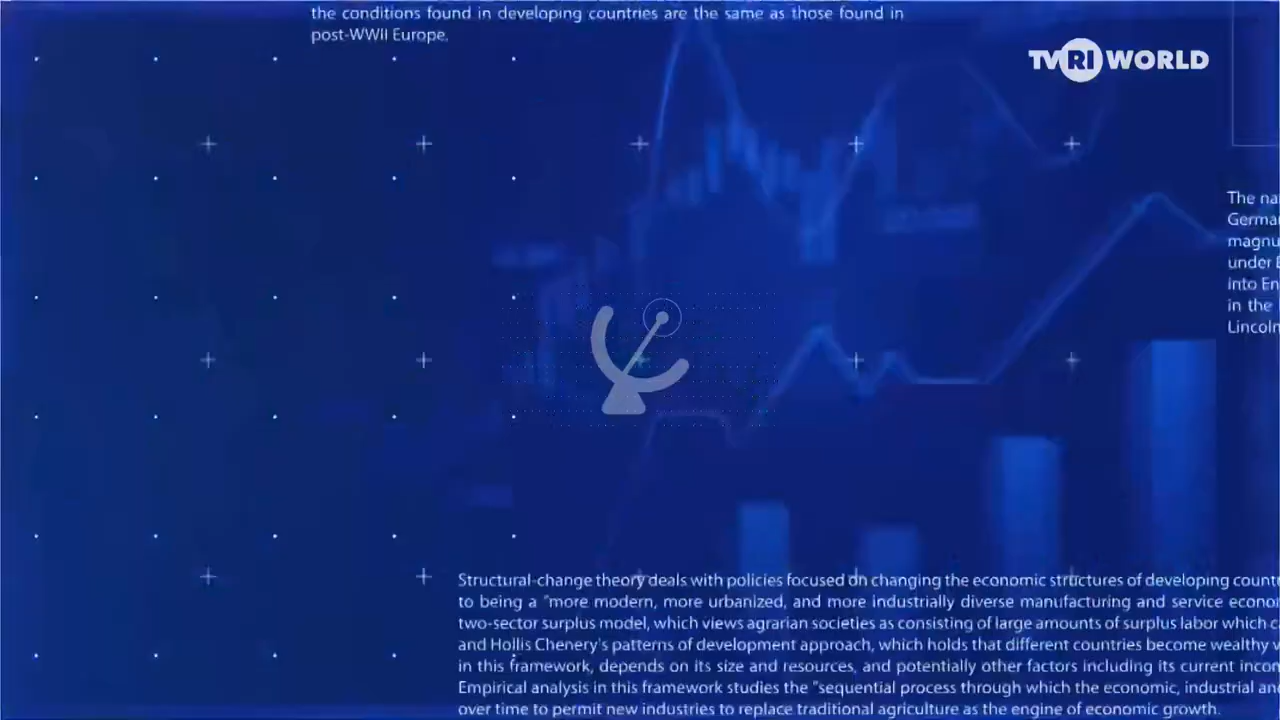 the conditions found in developing countries are the same as those found in
post-WWII Europe.
TVRI WORLD
The
German
magnu
under
into En
in the
Lincoln
Structural-change theory deals with policies focused on changing the economic structures of developing countr
to being a "more modern, more urbanized, and more industrially diverse manufacturing and service econo
two-sector surplus model, which views agrarian societies as consisting of large amounts of surplus labor which c
and Hollis Chenery's patterns of development approach, which holds that different countries become wealthy v
in this framework, depends on its size and resources, and potentially other factors including its current incom
Empirical analysis in this framework studies the "sequential process through which the economic, industrial and
over time to permit new industries to replace traditional agriculture as the engine of economic growth.